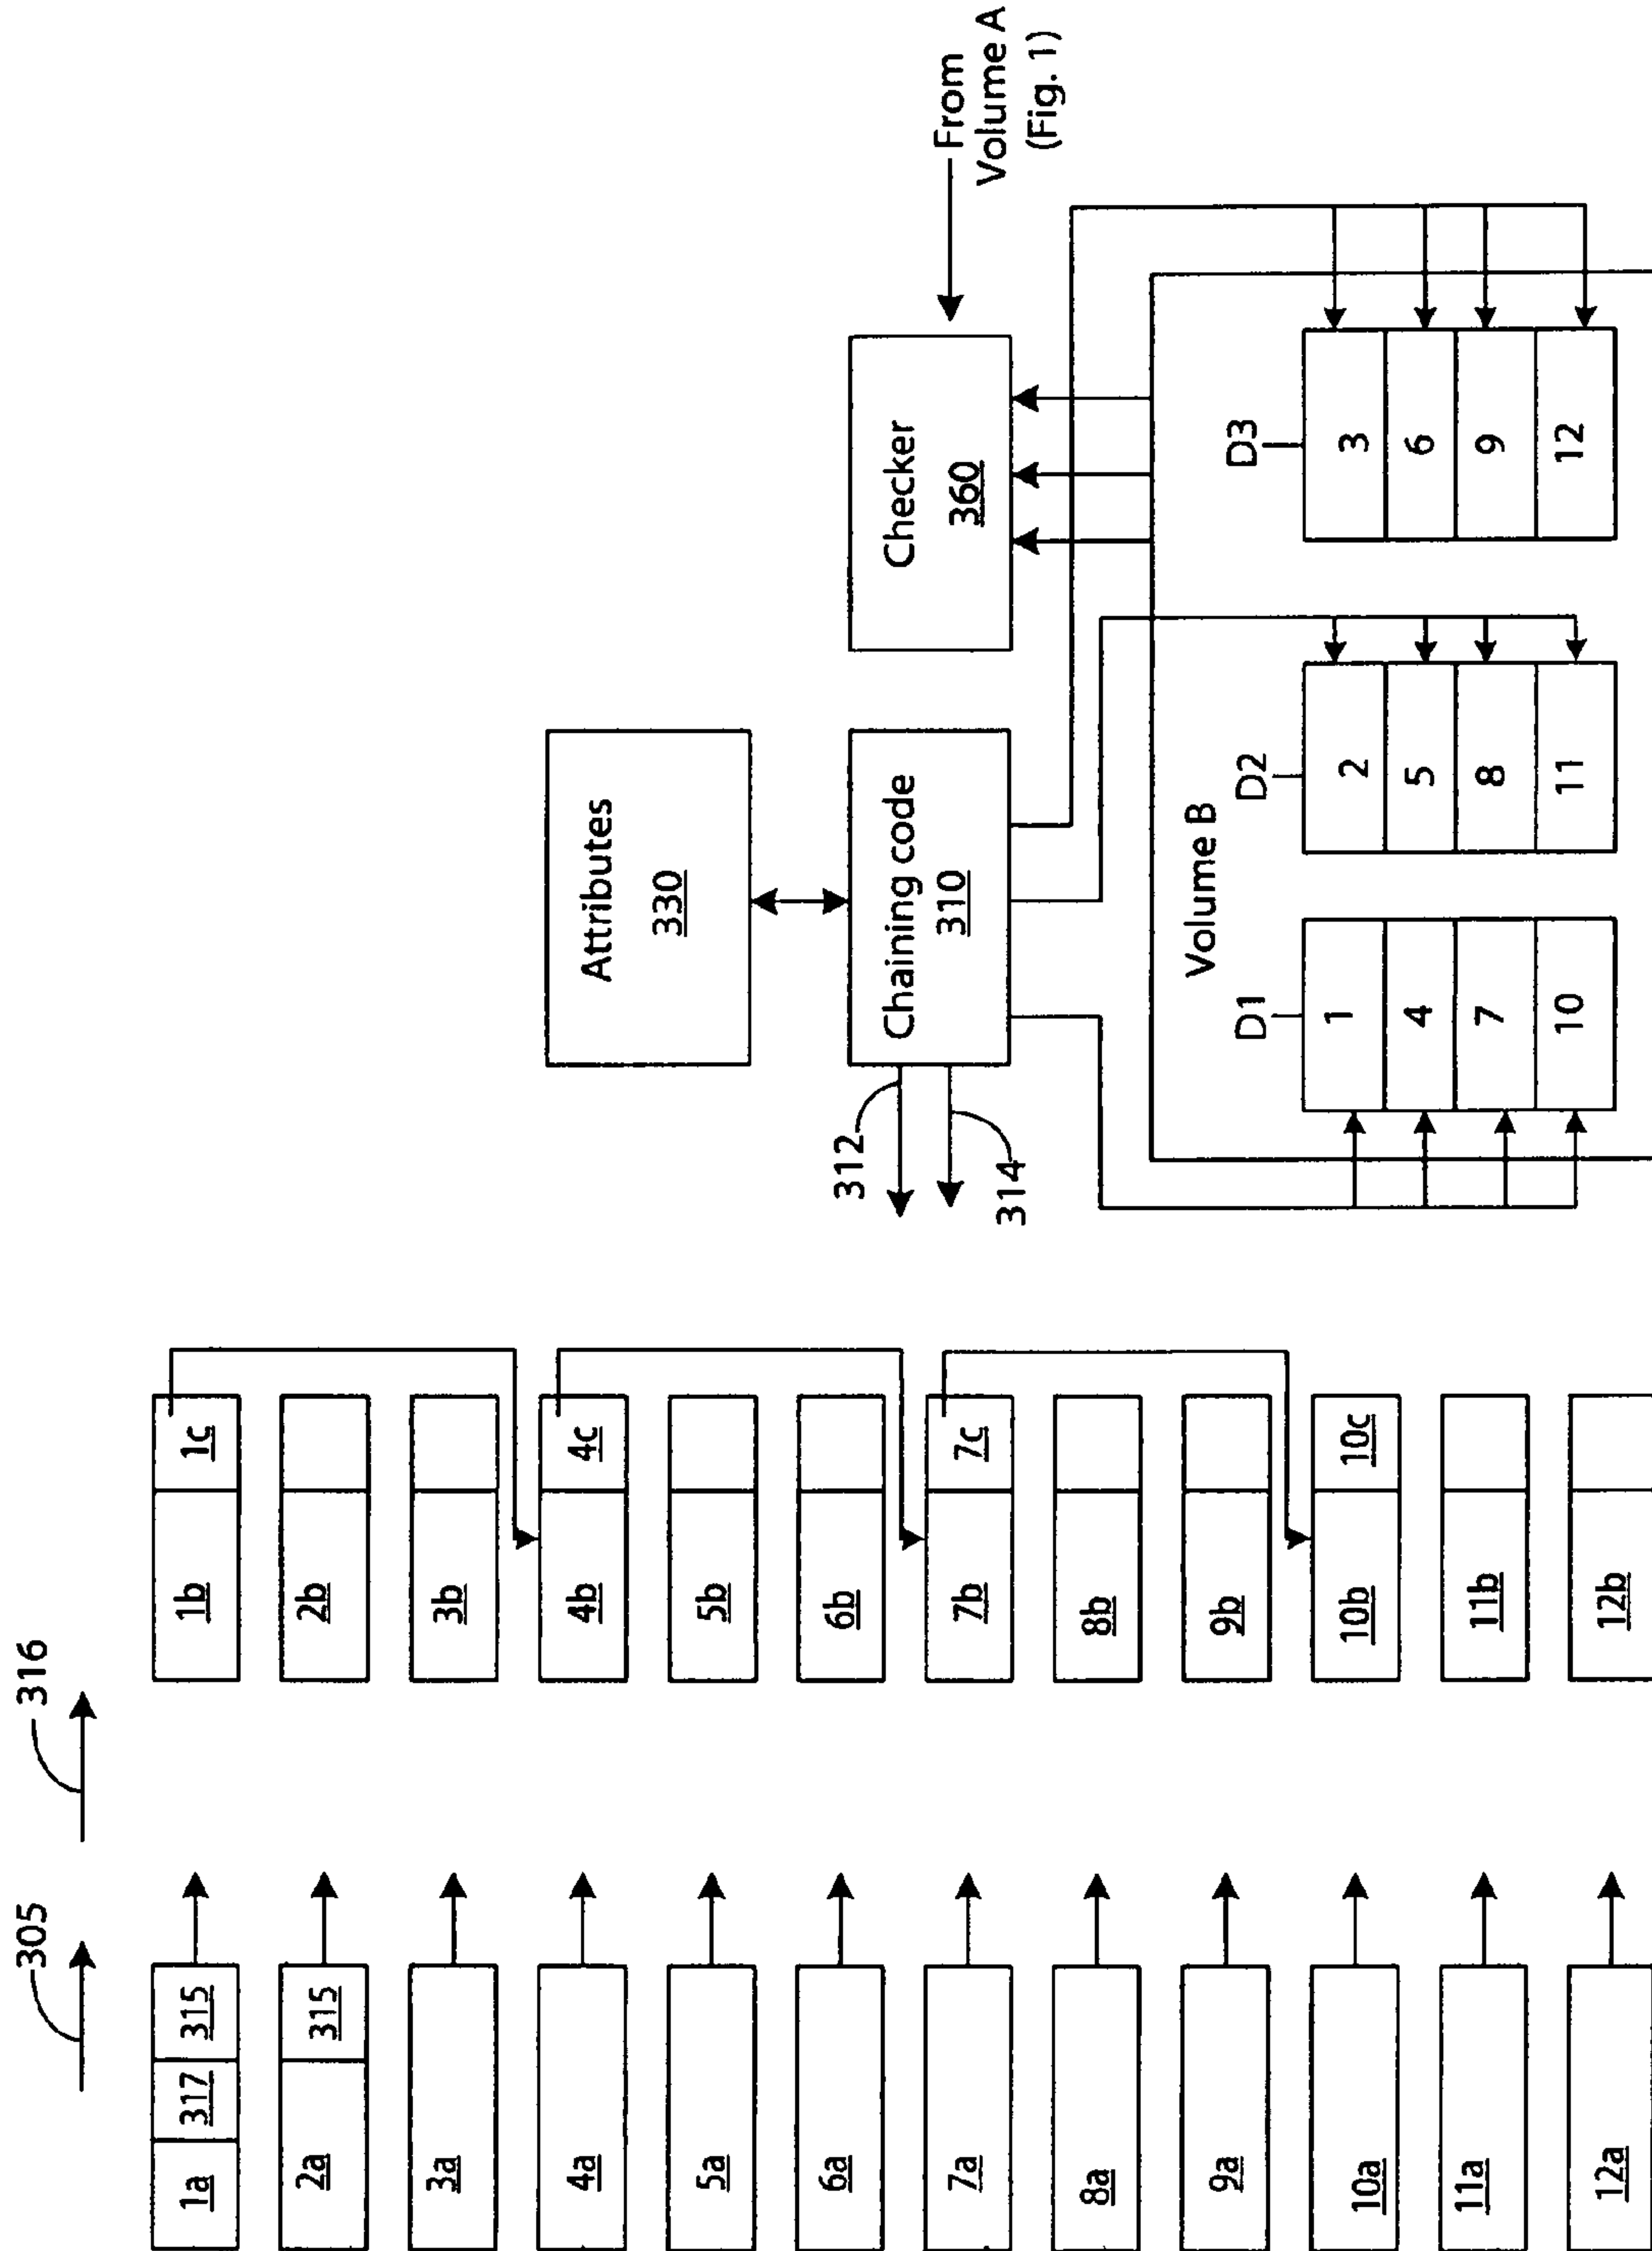 305
316
1a 317 315
1b 1c
2a 315
2b
3a
3b
4a
4b 4c
5a
5b
6a
6b
7a
7b 7c
8a
8b
9a
9b
10a
10b 10c
11a
11b
12a
12b
Attributes
330
312
314
Chaining code
310
Checker
360
From
Volume A
(Fig. 1)
Volume B
D1
1
4
7
10
D2
2
5
8
11
D3
3
6
9
12